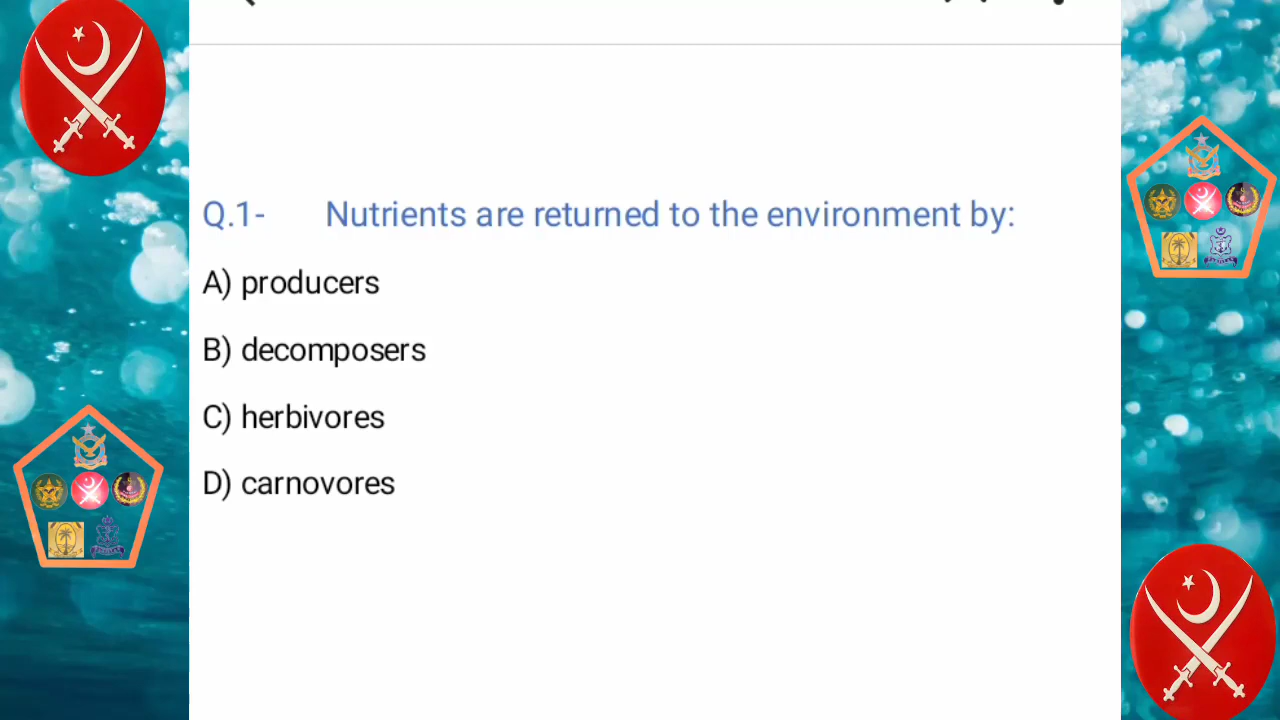 Q.1- Nutrients are returned to the environment by:
A) producers
B) decomposers
C) herbivores
D) carnovores